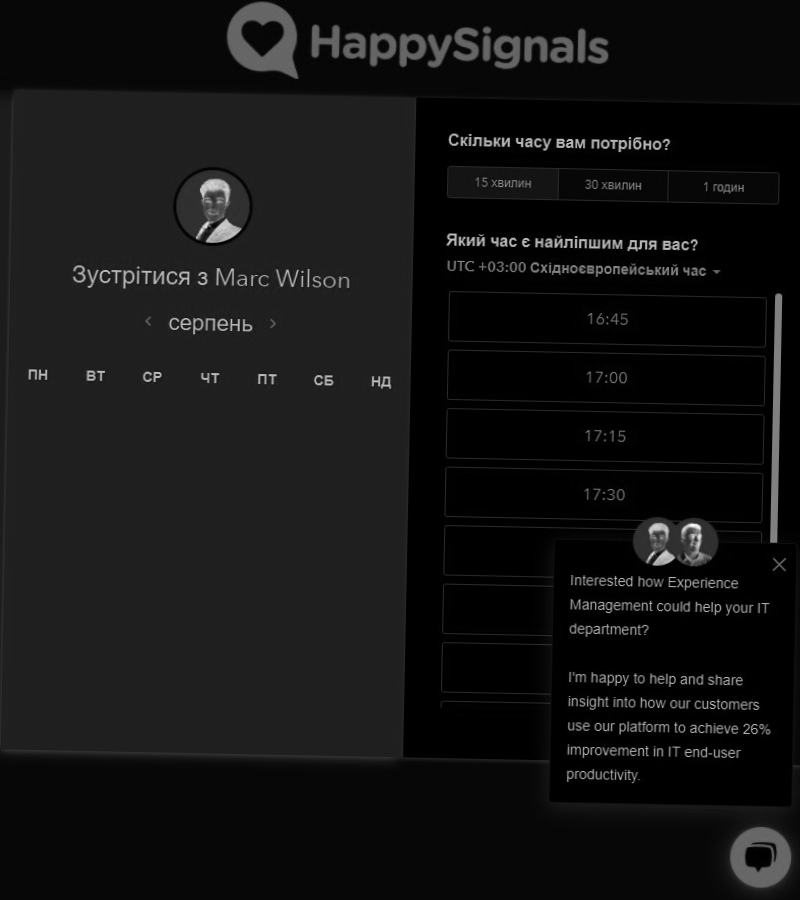 HappySignals
Зустрітися з Marc Wilson
серпень
ПН ВТ СР ЧТ ПТ СБ НД
Скільки часу вам потрібно?
15 хвилин 30 хвилин 1 годин
Який час є найліпшим для вас?
UTC +03:00 Східноєвропейський час
16:45
17:00
17:15
17:30
Interested how Experience
Management could help your IT
department?
I'm happy to help and share
insight into how our customers
use our platform to achieve 26%
improvement in IT end-user
productivity.